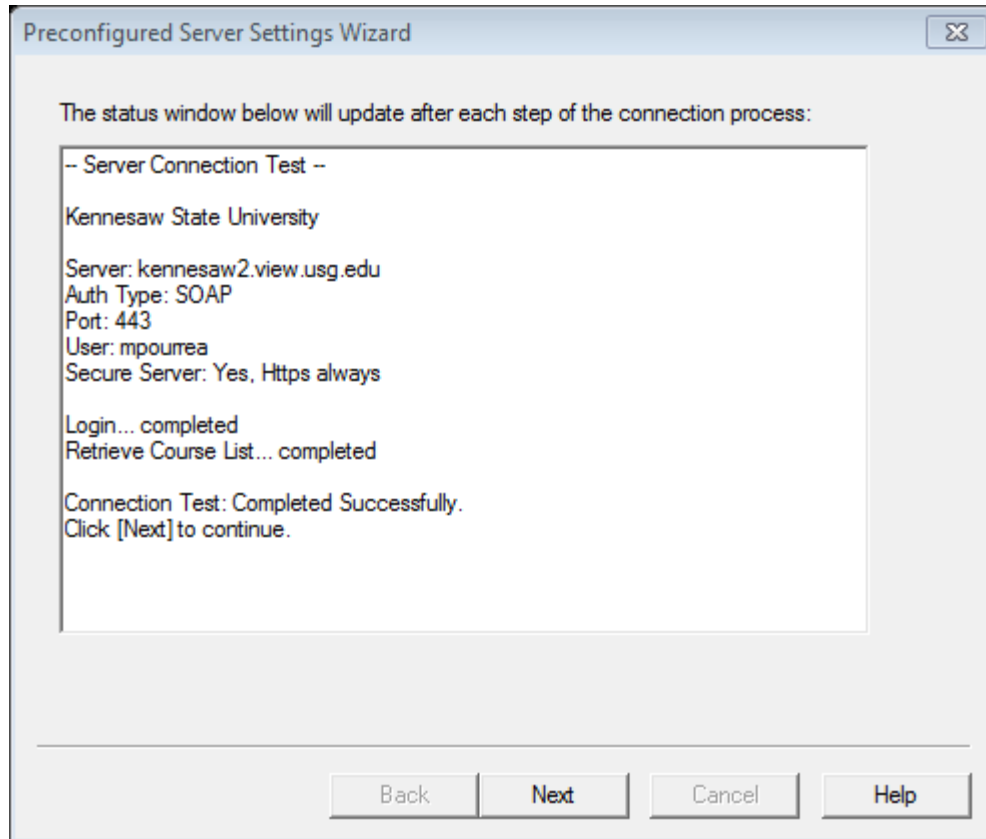 Preconfigured Server Settings Wizard
The status window below will update after each step of the connection process:
-- Server Connection Test --
Kennesaw State University
Server: kennesaw2.view.usg.edu
Auth Type: SOAP
Port: 443
User: mpourrea
Secure Server: Yes, Https always
Login... completed
Retrieve Course List... completed
Connection Test: Completed Successfully.
Click [Next] to continue.
Back Next Cancel Help